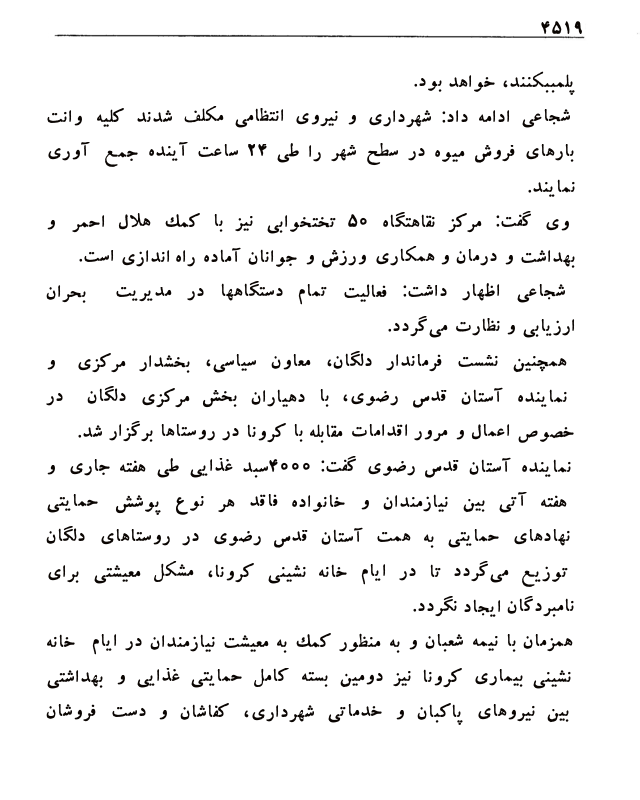 ۴۵۱۹
پلمپبکنند، خواهد بود.
شجاعی ادامه داد: شهرداری و نیروی انتظامی مکلف شدند کلیه وانت
بارهای فروش میوه در سطح شهر را طی ۲۴ ساعت آینده جمع آوری
نمایند.
وی گفت: مرکز نقاهتگاه ۵۰ تختخوابی نیز با کمك هلال احمر و
بهداشت و درمان و همکاری ورزش و جوانان آماده راه اندازی است.
شجاعی اظهار داشت: فعالیت تمام دستگاهها در مدیریت بحران
ارزیابی و نظارت می‌گردد.
همچنین نشست فرماندار دلگان، معاون سیاسی، بخشدار مرکزی و
نماینده آستان قدس رضوی، با دهیاران بخش مرکزی دلگان در
خصوص اعمال و مرور اقدامات مقابله با کرونا در روستاها برگزار شد.
نماینده آستان قدس رضوی گفت: ۴۰۰۰سبد غذایی طی هفته جاری و
هفته آتی بین نیازمندان و خانواده فاقد هر نوع پوشش حمایتی
نهادهای حمایتی به همت آستان قدس رضوی در روستاهای دلگان
توزیع می‌گردد تا در ایام خانه نشینی کرونا، مشکل معیشتی برای
نامبردگان ایجاد نگردد.
همزمان با نیمه شعبان و به منظور کمك به معیشت نیازمندان در ایام خانه
نشینی بیماری کرونا نیز دومین بسته کامل حمایتی غذایی و بهداشتی
بین نیروهای پاکبان و خدماتی شهرداری، کفاشان و دست فروشان